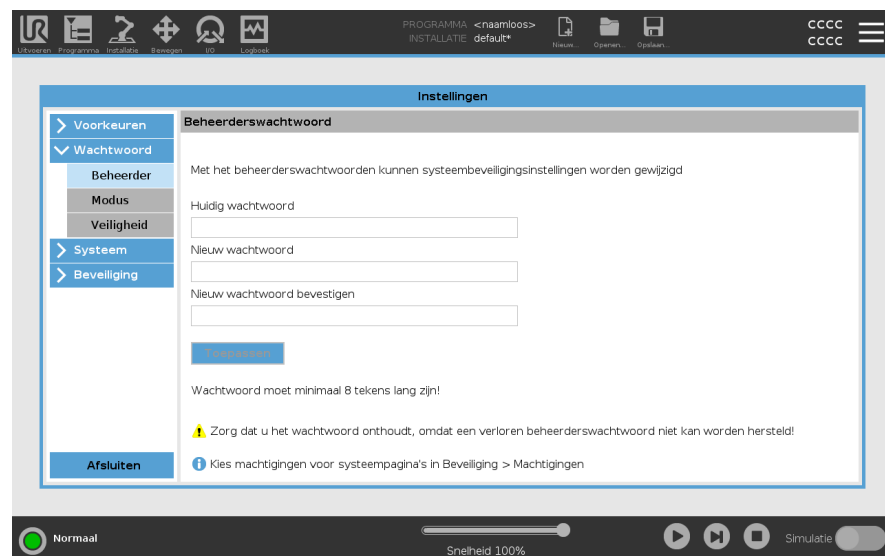 PROGRAMMA <naamloos>
INSTALLATIE default*
Uitvoeren Programma Installatie Bewegen I/O Logboek
Nieuw... Openen... Opslaan...
CCCC
CCCC
Instellingen
Voorkeuren
Wachtwoord
Beheerder
Modus
Veiligheid
Systeem
Beveiliging
Afsluiten
Beheerderswachtwoord
Met het beheerderswachtwoorden kunnen systeembeveiligingsinstellingen worden gewijzigd
Huidig wachtwoord
Nieuw wachtwoord
Nieuw wachtwoord bevestigen
Toepassen
Wachtwoord moet minimaal 8 tekens lang zijn!
Zorg dat u het wachtwoord onthoudt, omdat een verloren beheerderswachtwoord niet kan worden hersteld!
Kies machtigingen voor systeempagina's in Beveiliging > Machtigingen
Normaal
Snelheid 100%
Simulatie